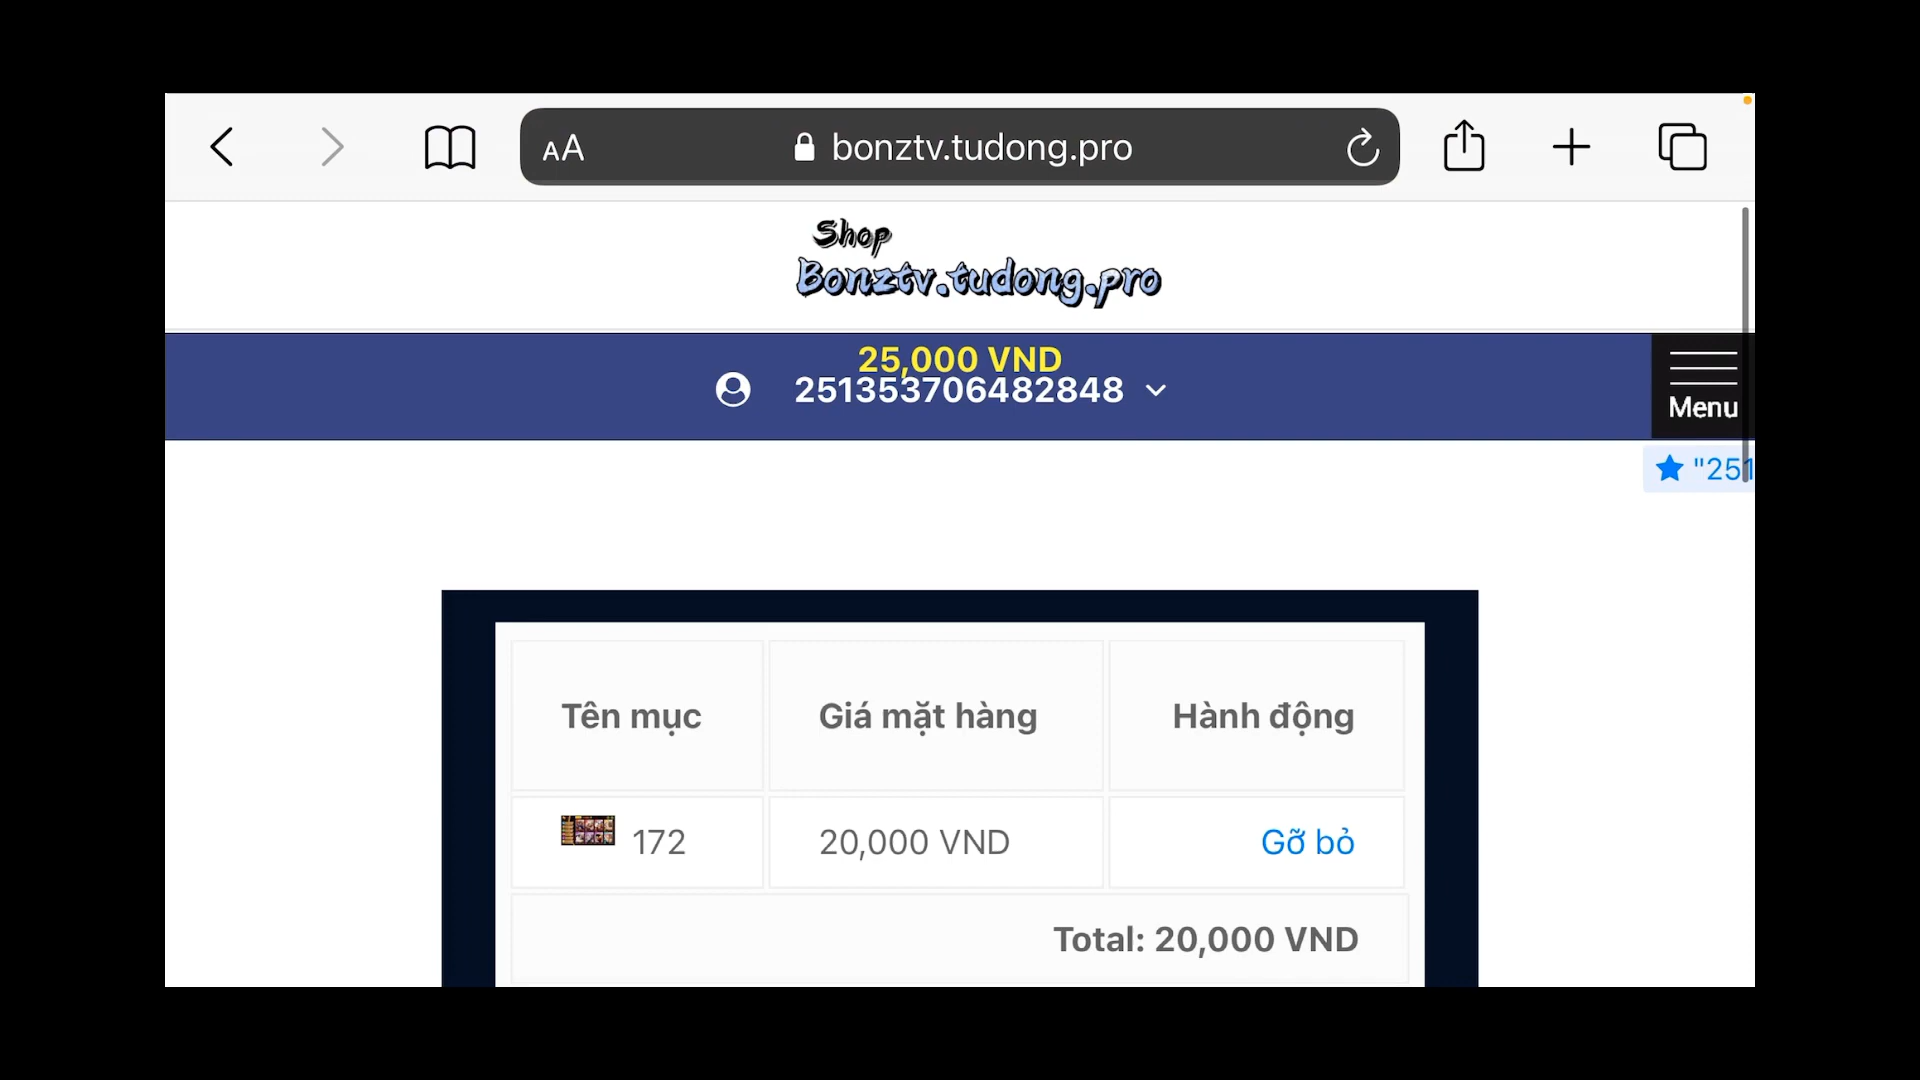 AA bonztv.tudong.pro
Shop
Bonztv.tudong.pro
25,000 VND
251353706482848
Menu
"251
Tên mục Giá mặt hàng Hành động
172 20,000 VND Gỡ bỏ
Total: 20,000 VND